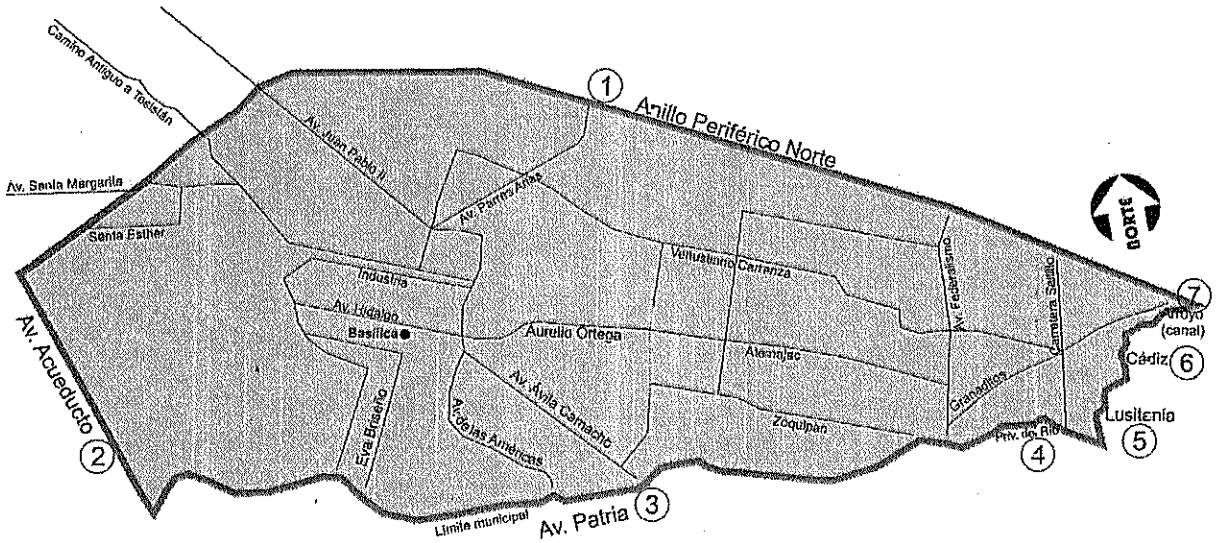 Camino Antiguo a Tesistán
1
Anillo Periférico Norte
Av. Juan Pablo II
Av. Santa Margarita
Av. Parres Arias
NORTE
Santa Esther
Venustiano Carranza
Av. Federalismo
Carretera Saltillo
Industria
7
Av. Hidalgo
Arroyo
(canal)
Basílica
Aurelio Ortega
Atemajac
Cádiz
6
Av. Acueducto
Av. Ávila Camacho
Granaditos
Lusitania
Eva Briseño
Av. de las Américas
Zoquipan
Priv. del Río
5
2
4
3
Límite municipal
Av. Patria